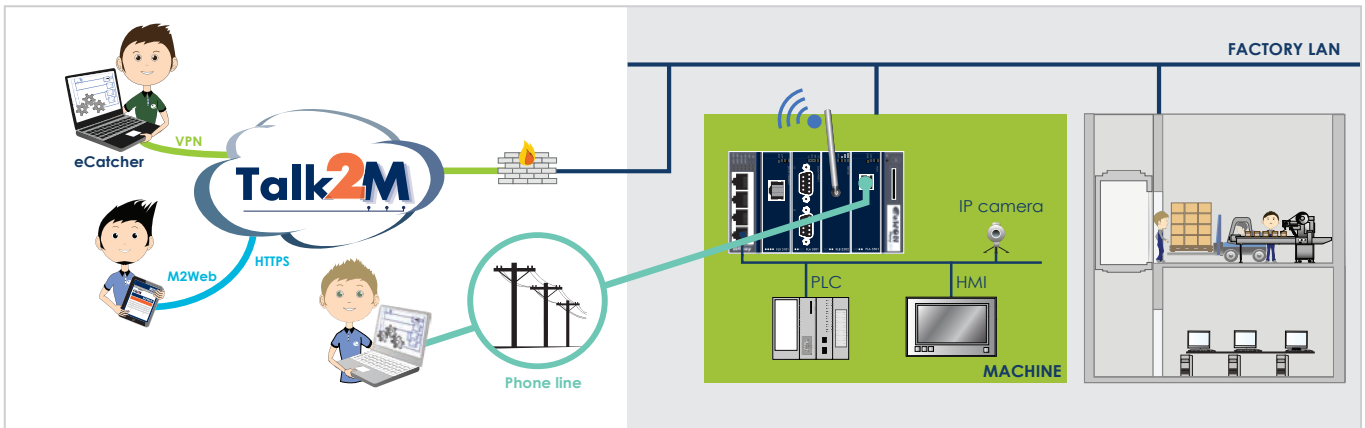 FACTORY LAN
eCatcher
VPN
Talk2M
M2Web
HTTPS
Phone line
IP camera
PLC
HMI
MACHINE